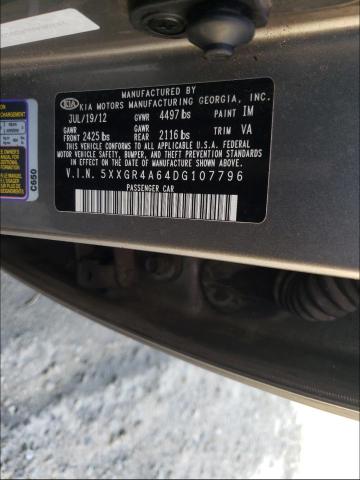 MANUFACTURED BY
KIA KIA MOTORS MANUFACTURING GEORGIA, INC.
JUL/19/12 GVWR 4497 lbs PAINT IM
GAWR FRONT 2425 lbs GAWR REAR 2116 lbs TRIM VA
THIS VEHICLE CONFORMS TO ALL APPLICABLE U.S.A. FEDERAL
MOTOR VEHICLE SAFETY, BUMPER, AND THEFT PREVENTION STANDARDS
IN EFFECT ON THE DATE OF MANUFACTURE SHOWN ABOVE.
V.I.N. 5XXGR4A64DG107796
PASSENGER CAR
C650